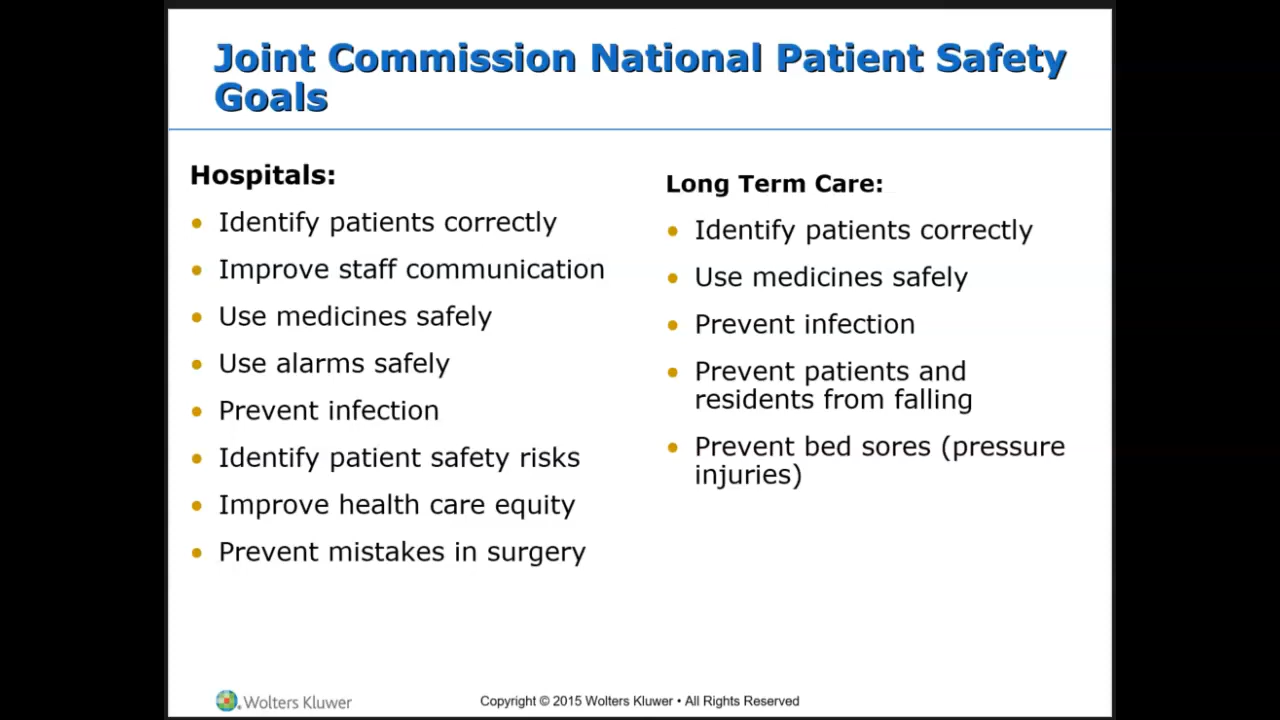 Joint Commission National Patient Safety
Goals
Hospitals:
• Identify patients correctly
• Improve staff communication
• Use medicines safely
• Use alarms safely
• Prevent infection
• Identify patient safety risks
• Improve health care equity
• Prevent mistakes in surgery
Long Term Care:
• Identify patients correctly
• Use medicines safely
• Prevent infection
• Prevent patients and
residents from falling
• Prevent bed sores (pressure
injuries)
Wolters Kluwer
Copyright © 2015 Wolters Kluwer • All Rights Reserved